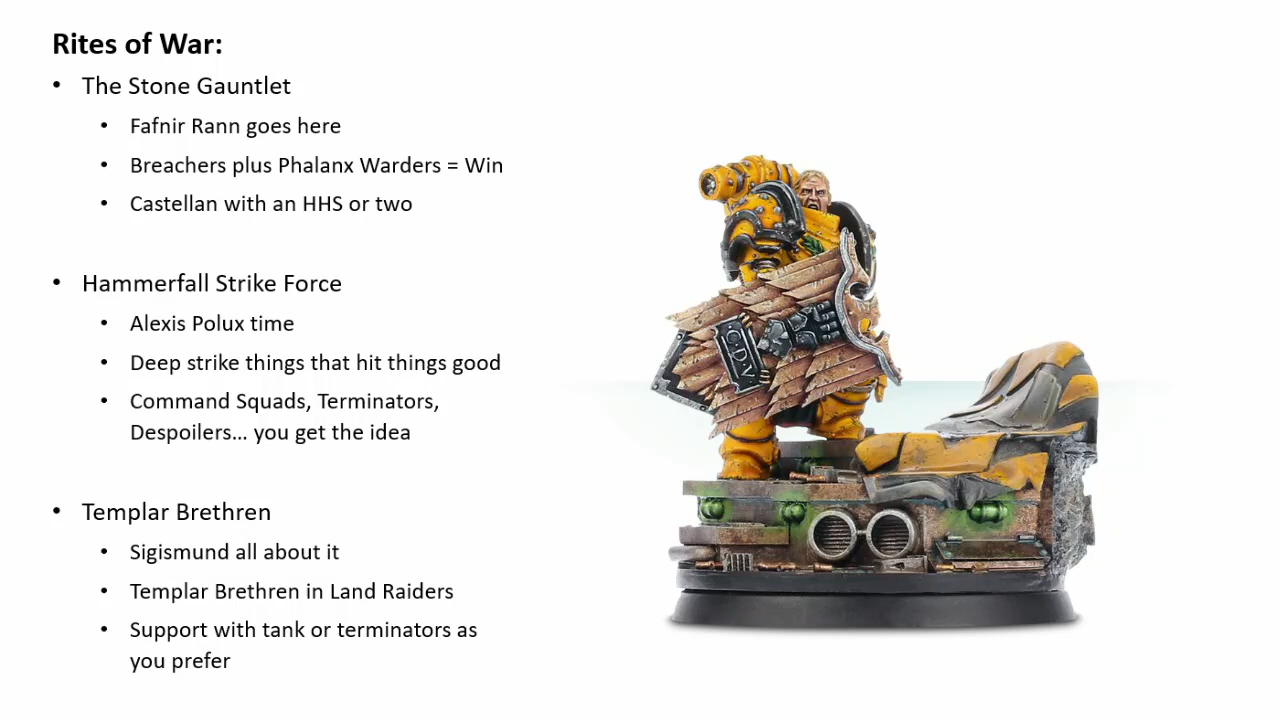 Rites of War:
• The Stone Gauntlet
• Fafnir Rann goes here
• Breachers plus Phalanx Warders = Win
• Castellan with an HHS or two
• Hammerfall Strike Force
• Alexis Polux time
• Deep strike things that hit things good
• Command Squads, Terminators,
Despoilers... you get the idea
• Templar Brethren
• Sigismund all about it
• Templar Brethren in Land Raiders
• Support with tank or terminators as
you prefer
C·D·V